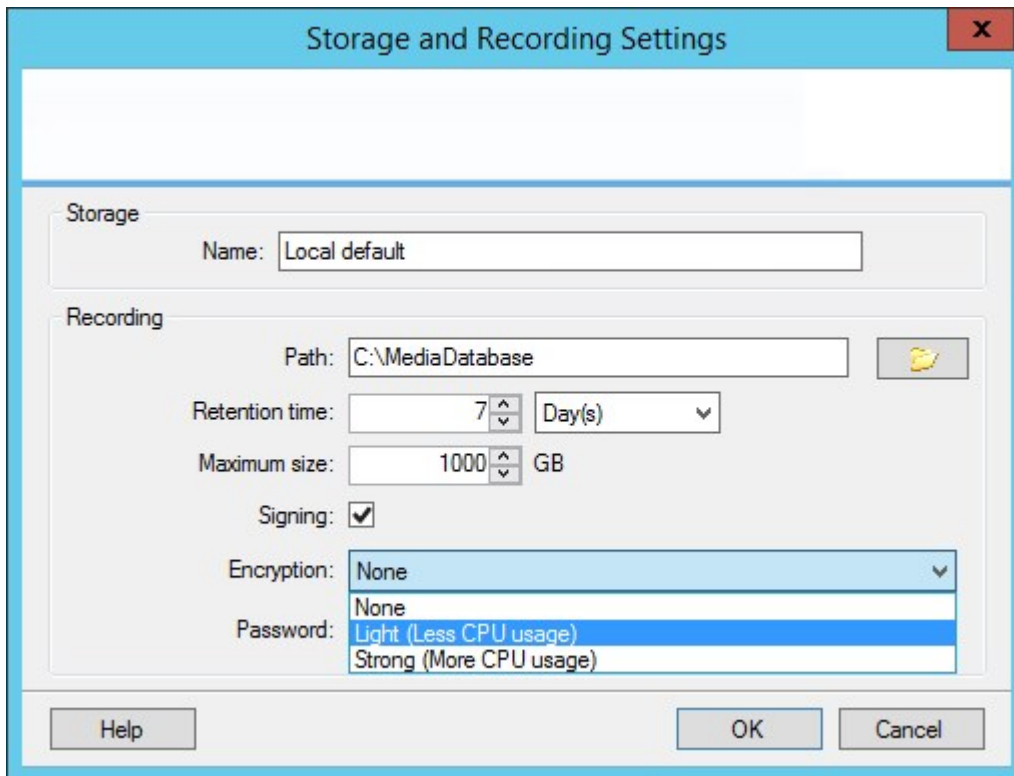 Storage and Recording Settings
x
Storage
Name: Local default
Recording
Path: C:\MediaDatabase
Retention time: 7 Day(s)
Maximum size: 1000 GB
Signing:
Encryption: None
None
Password: Light (Less CPU usage)
Strong (More CPU usage)
Help OK Cancel